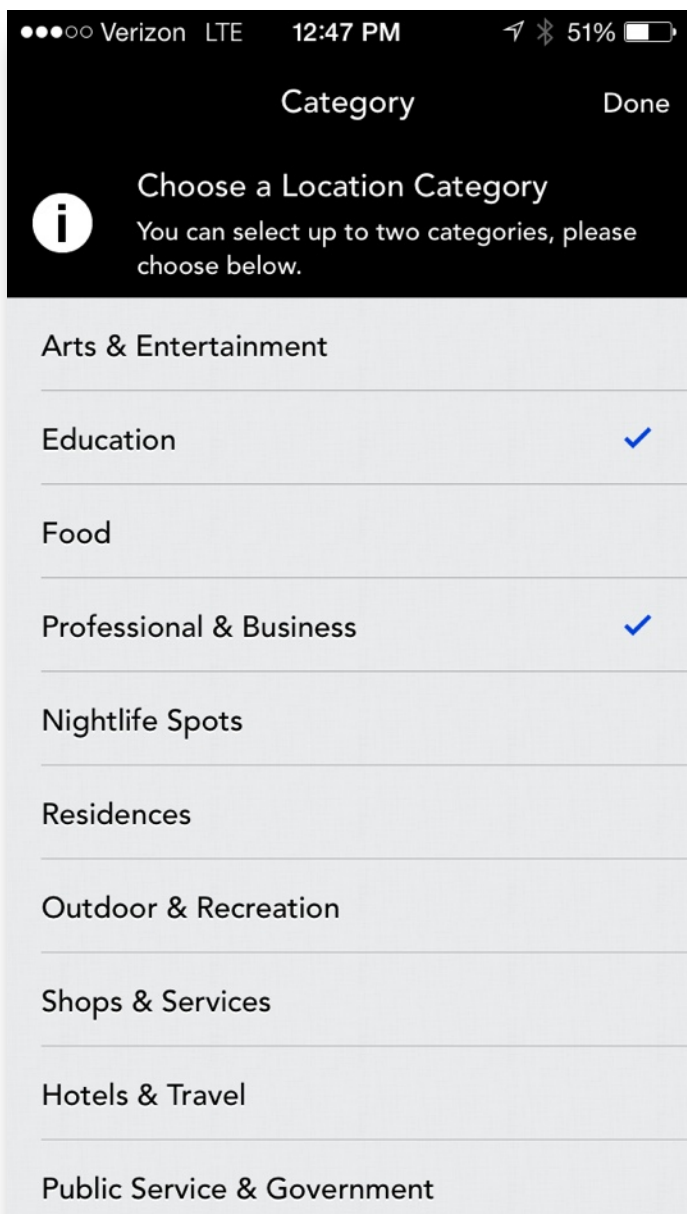 Verizon LTE 12:47 PM 51%
Category Done
Choose a Location Category
i
You can select up to two categories, please
choose below.
Arts & Entertainment
Education
Food
Professional & Business
Nightlife Spots
Residences
Outdoor & Recreation
Shops & Services
Hotels & Travel
Public Service & Government